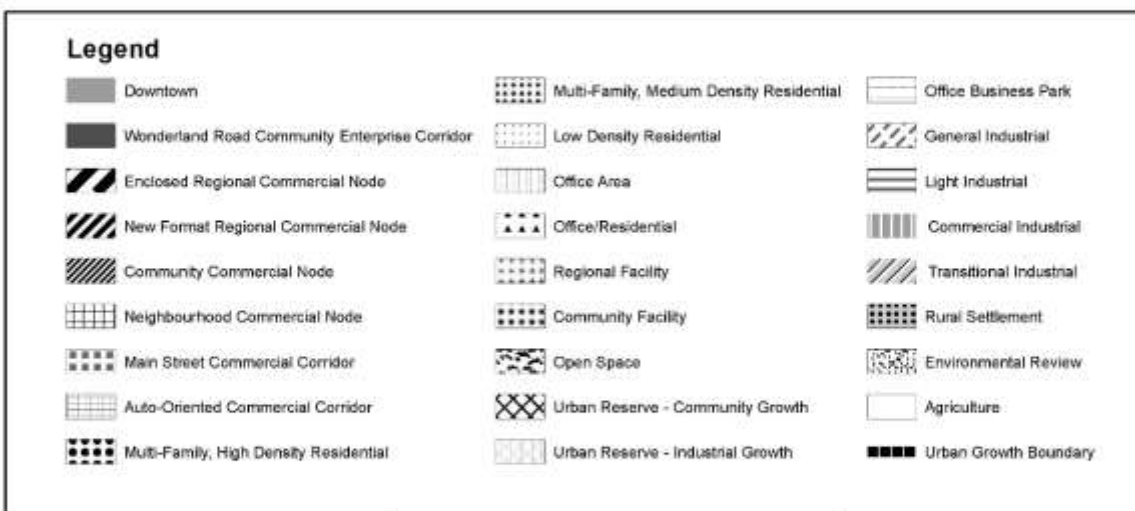 Legend
Downtown
Wonderland Road Community Enterprise Corridor
Enclosed Regional Commercial Node
New Format Regional Commercial Node
Community Commercial Node
Neighbourhood Commercial Node
Main Street Commercial Corridor
Auto-Oriented Commercial Corridor
Multi-Family, High Density Residential
Multi-Family, Medium Density Residential
Low Density Residential
Office Area
Office/Residential
Regional Facility
Community Facility
Open Space
Urban Reserve - Community Growth
Urban Reserve - Industrial Growth
Office Business Park
General Industrial
Light Industrial
Commercial Industrial
Transitional Industrial
Rural Settlement
Environmental Review
Agriculture
Urban Growth Boundary